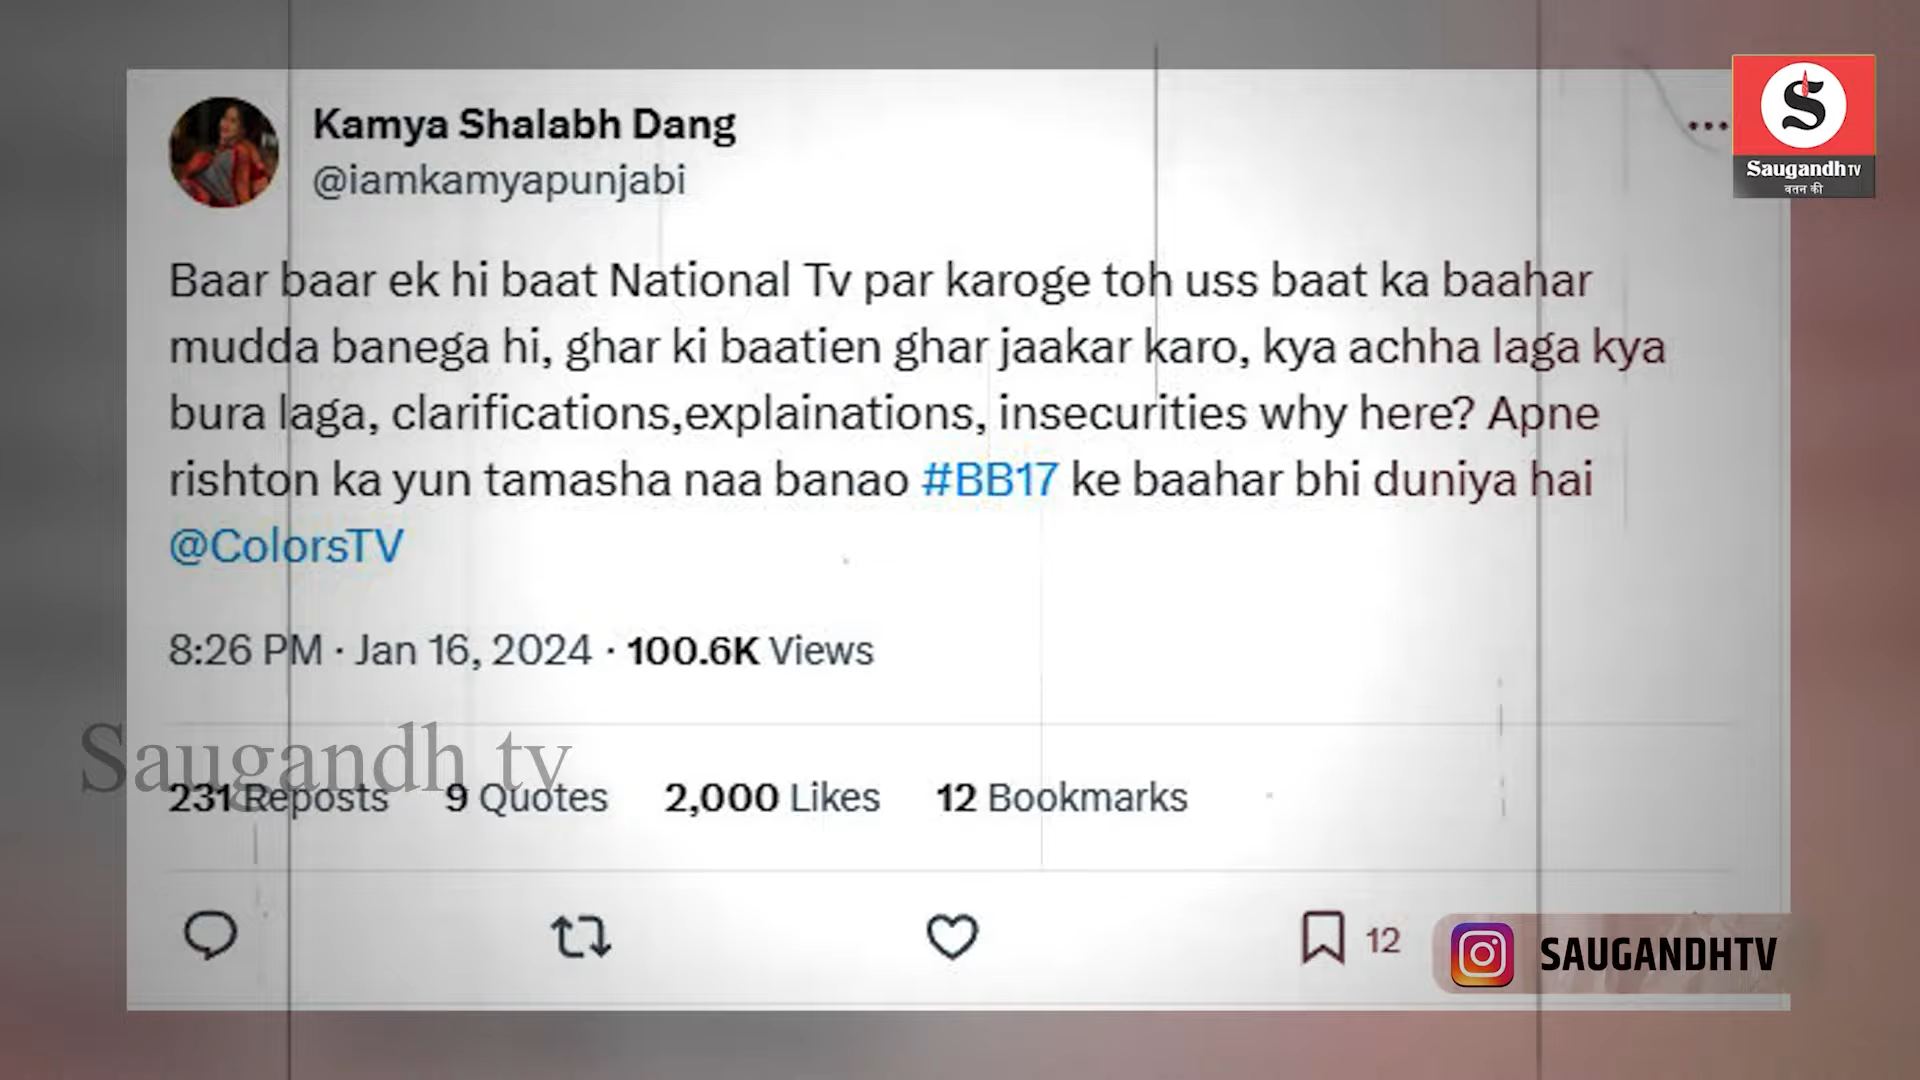 Kamya Shalabh Dang
@iamkamyapunjabi
Baar baar ek hi baat National Tv par karoge toh uss baat ka baahar
mudda banega hi, ghar ki baatien ghar jaakar karo, kya achha laga kya
bura laga, clarifications,explainations, insecurities why here? Apne
rishton ka yun tamasha naa banao #BB17 ke baahar bhi duniya hai
@ColorsTV
8:26 PM · Jan 16, 2024 · 100.6K Views
Saugandh tv
231 Reposts 9 Quotes 2,000 Likes 12 Bookmarks
12
S
Saugandh TV
वतन की
SAUGANDHTV